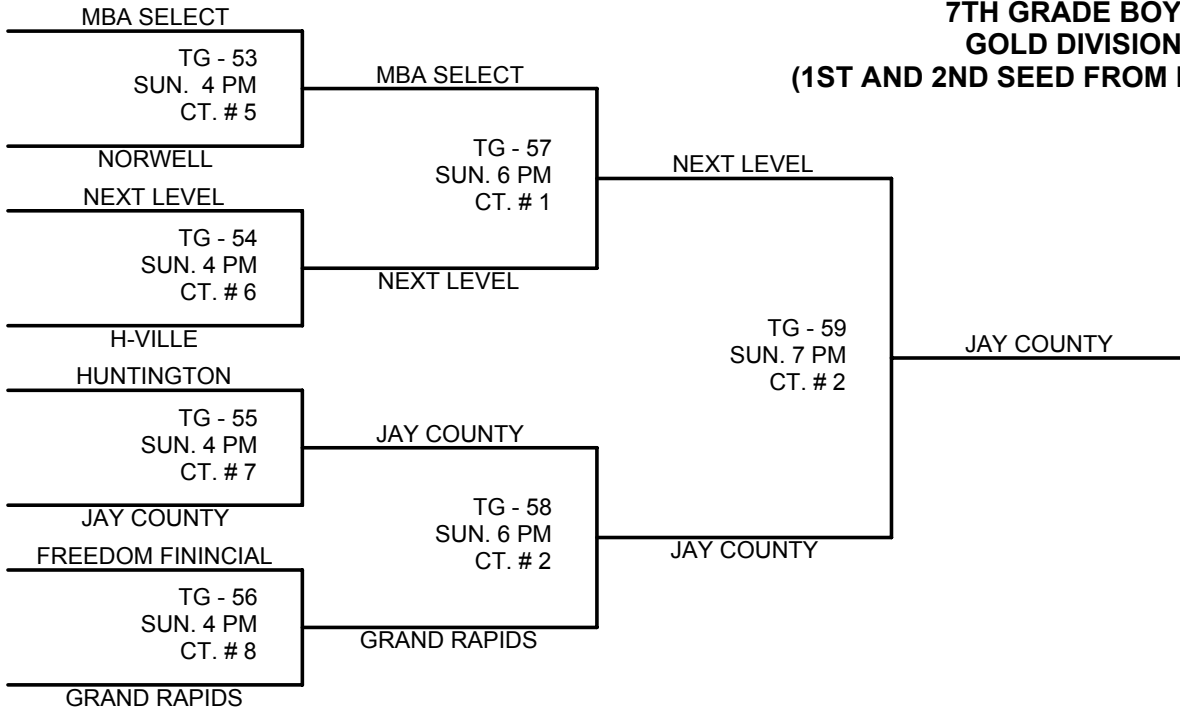 7TH GRADE BOY
GOLD DIVISION
(1ST AND 2ND SEED FROM
MBA SELECT
TG - 53
SUN. 4 PM
CT. # 5
NORWELL
MBA SELECT
NEXT LEVEL
TG - 54
SUN. 4 PM
CT. # 6
H-VILLE
NEXT LEVEL
TG - 57
SUN. 6 PM
CT. # 1
NEXT LEVEL
HUNTINGTON
TG - 55
SUN. 4 PM
CT. # 7
JAY COUNTY
JAY COUNTY
FREEDOM FININCIAL
TG - 56
SUN. 4 PM
CT. # 8
GRAND RAPIDS
GRAND RAPIDS
TG - 58
SUN. 6 PM
CT. # 2
JAY COUNTY
TG - 59
SUN. 7 PM
CT. # 2
JAY COUNTY